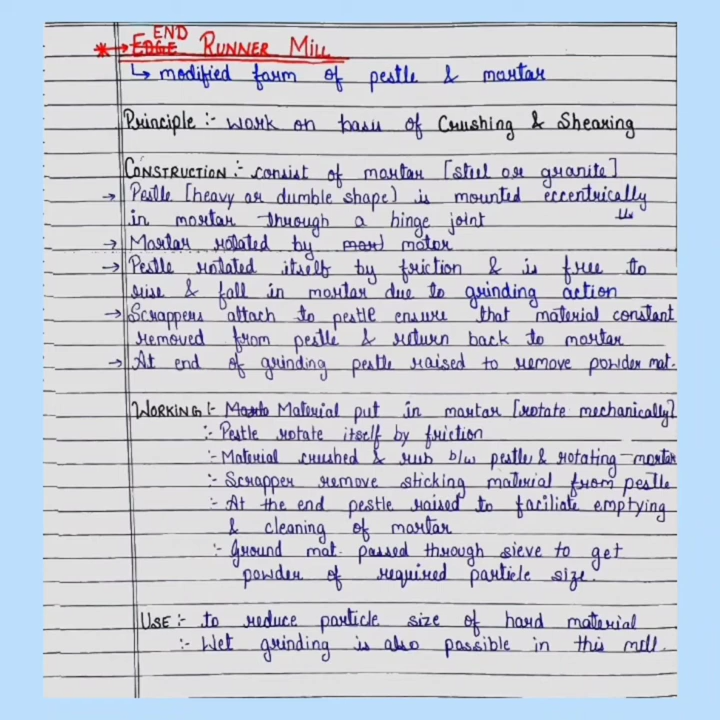 END
* → EDGE RUNNER MILL
↳ modified farm of pestle & mortar
Principle :- work on basis of Crushing & Shearing
CONSTRUCTION :- consist of mortar [steel or granite]
→ Pestle [heavy or dumble shape) is mounted eccentrically
in mortar through a hinge joint
→ Mortar rotated by mor) motor
→ Pestle rotated itself by friction & is free to
rise & fall in mortar due to grinding action
→ Scrappers attach to pestle ensure that material constant
removed from pestle & return back to mortar
→ At end of grinding pestle raised to remove powder mat.
WORKING :- Marto Material put in mortar [rotate mechanically]
:- Pestle rotate itself by friction
:- Material crushed & rub b/w pestle & rotating mortar
:- Scrapper remove sticking material from pestle
:- At the end pestle raised to faciliate emptying
& cleaning of mortar
:- Ground mat. passed through sieve to get
powder of required particle size.
USE :- to reduce particle size of hard material
:- Wet grinding is also possible in this mill.